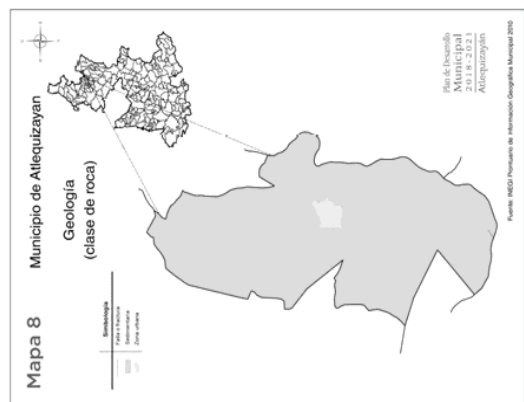 Mapa 8
Municipio de Atlequizayan
Geología
(clase de roca)
Simbología
Falla o fractura
Sedimentaria
Zona urbana
Plan de Desarrollo
Municipal
2018-2021
Atlequizayán
Fuente: INEGI Prontuario de Información Geográfica Municipal 2010